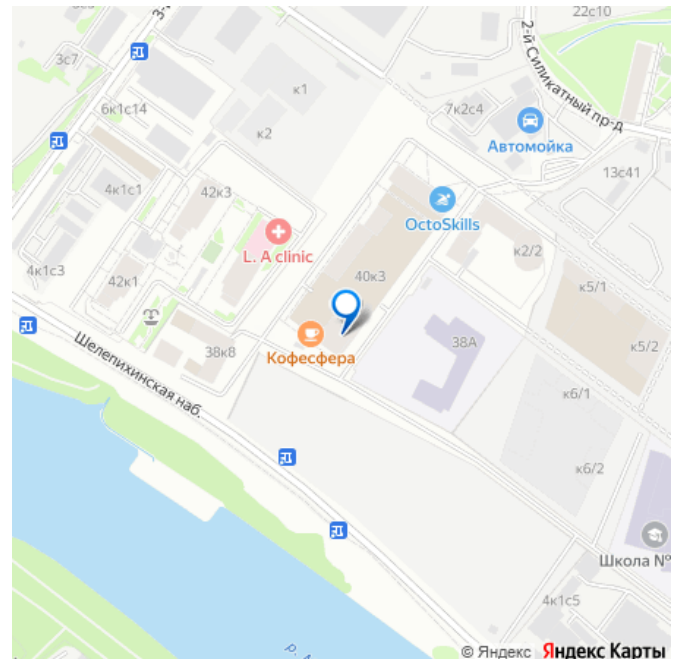 22с10
3с7
2-й Силикатный пр-д
к1
6к1с14
7к2с4
к2
Автомойка
13с41
4к1с1
42к3
OctoSkills
L. A clinic
к2/2
4к1с3
40к3
42к1
к5/1
38А
38к8
Кофесфера
к5/2
Шелепихинская наб.
к6/1
к6/2
Школа №
4к1с5
© Яндекс Яндекс Карты